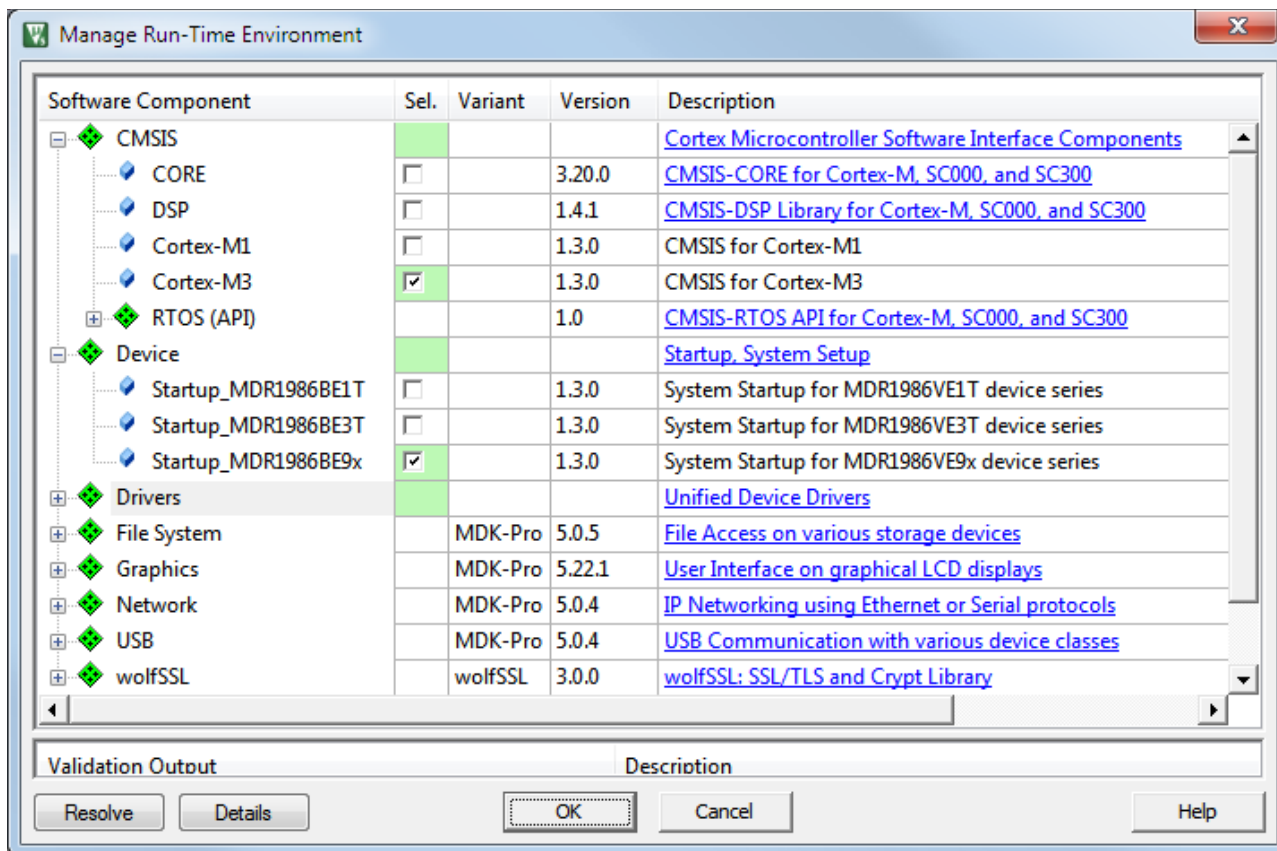 Manage Run-Time Environment
Software Component Sel. Variant Version Description
CMSIS Cortex Microcontroller Software Interface Components
CORE 3.20.0 CMSIS-CORE for Cortex-M, SC000, and SC300
DSP 1.4.1 CMSIS-DSP Library for Cortex-M, SC000, and SC300
Cortex-M1 1.3.0 CMSIS for Cortex-M1
Cortex-M3 1.3.0 CMSIS for Cortex-M3
RTOS (API) 1.0 CMSIS-RTOS API for Cortex-M, SC000, and SC300
Device Startup, System Setup
Startup_MDR1986BE1T 1.3.0 System Startup for MDR1986VE1T device series
Startup_MDR1986BE3T 1.3.0 System Startup for MDR1986VE3T device series
Startup_MDR1986BE9x 1.3.0 System Startup for MDR1986VE9x device series
Drivers Unified Device Drivers
File System MDK-Pro 5.0.5 File Access on various storage devices
Graphics MDK-Pro 5.22.1 User Interface on graphical LCD displays
Network MDK-Pro 5.0.4 IP Networking using Ethernet or Serial protocols
USB MDK-Pro 5.0.4 USB Communication with various device classes
wolfSSL wolfSSL 3.0.0 wolfSSL: SSL/TLS and Crypt Library
Validation Output Description
Resolve Details OK Cancel Help